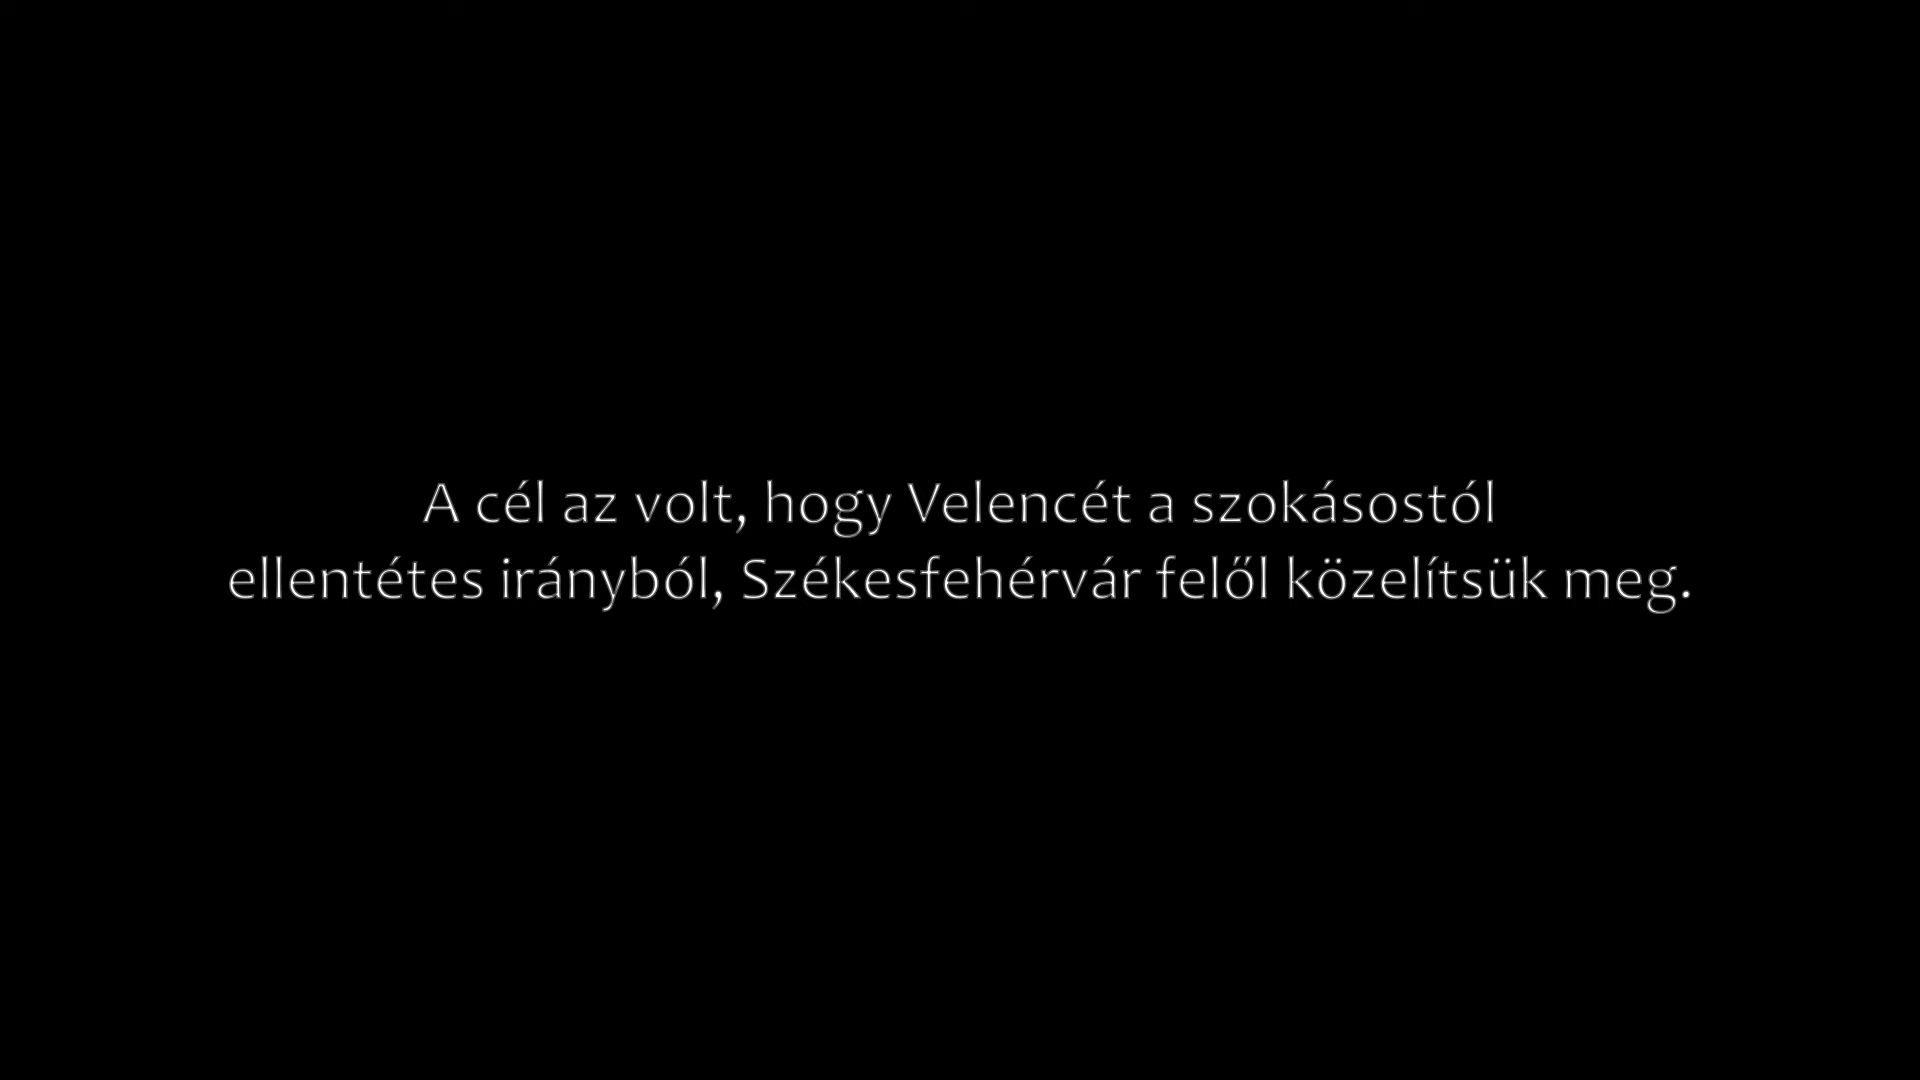 A cél az volt, hogy Velencét a szokásostól
ellentétes irányból, Székesfehérvár felől közelítsük meg.